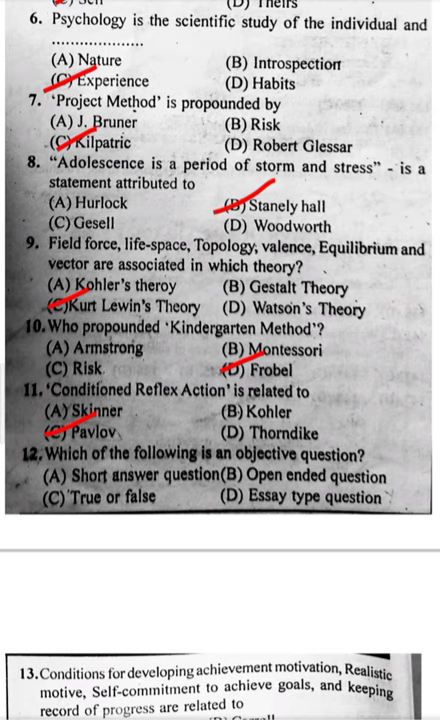 (D) Theirs
6. Psychology is the scientific study of the individual and
....................
(A) Nature (B) Introspection
(C) Experience (D) Habits
7. ‘Project Method’ is propounded by
(A) J. Bruner (B) Risk
(C) Kilpatric (D) Robert Glessar
8. “Adolescence is a period of storm and stress” - is a
statement attributed to
(A) Hurlock (B) Stanely hall
(C) Gesell (D) Woodworth
9. Field force, life-space, Topology, valence, Equilibrium and
vector are associated in which theory?
(A) Kohler's theroy (B) Gestalt Theory
(C) Kurt Lewin's Theory (D) Watson's Theory
10. Who propounded ‘Kindergarten Method’?
(A) Armstrong (B) Montessori
(C) Risk (D) Frobel
11. ‘Conditioned Reflex Action’ is related to
(A) Skinner (B) Kohler
(C) Pavlov (D) Thorndike
12. Which of the following is an objective question?
(A) Short answer question (B) Open ended question
(C) True or false (D) Essay type question
13. Conditions for developing achievement motivation, Realistic
motive, Self-commitment to achieve goals, and keeping
record of progress are related to